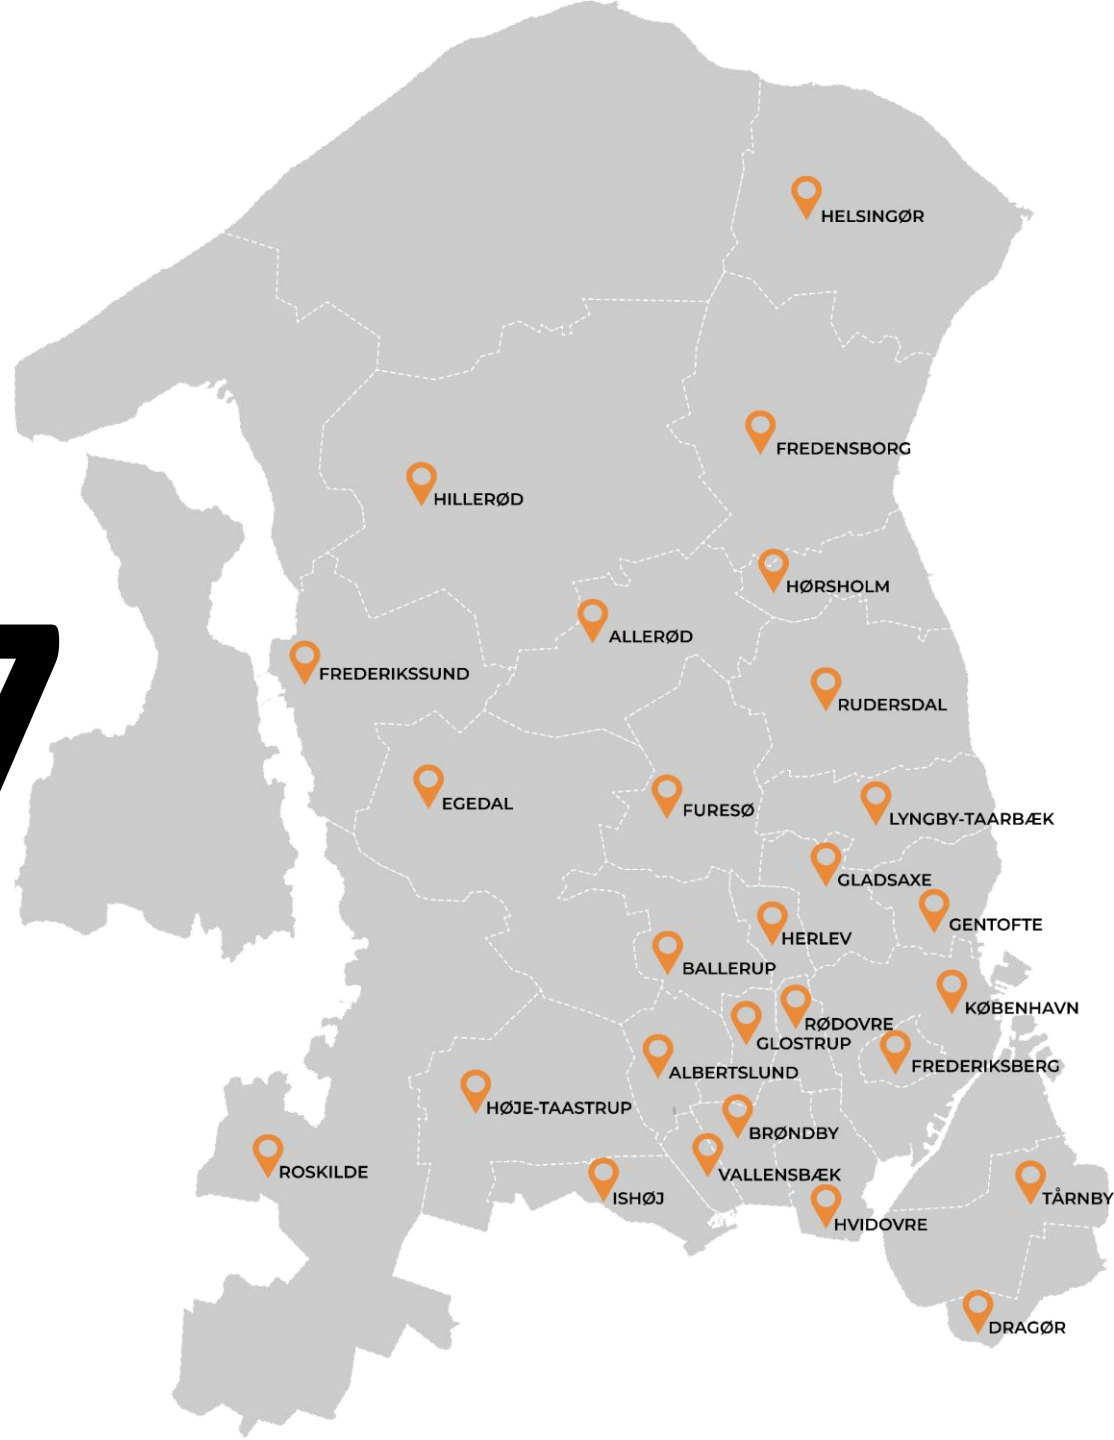 HELSINGØR
FREDENSBORG
HILLERØD
HØRSHOLM
ALLERØD
7
FREDERIKSSUND
RUDERSDAL
EGEDAL
FURESØ
LYNGBY-TAARBÆK
GLADSAXE
GENTOFTE
HERLEV
BALLERUP
KØBENHAVN
RØDOVRE
GLOSTRUP
FREDERIKSBERG
ALBERTSLUND
HØJE-TAASTRUP
BRØNDBY
ROSKILDE
VALLENSBÆK
ISHØJ
TÅRNBY
HVIDOVRE
DRAGØR